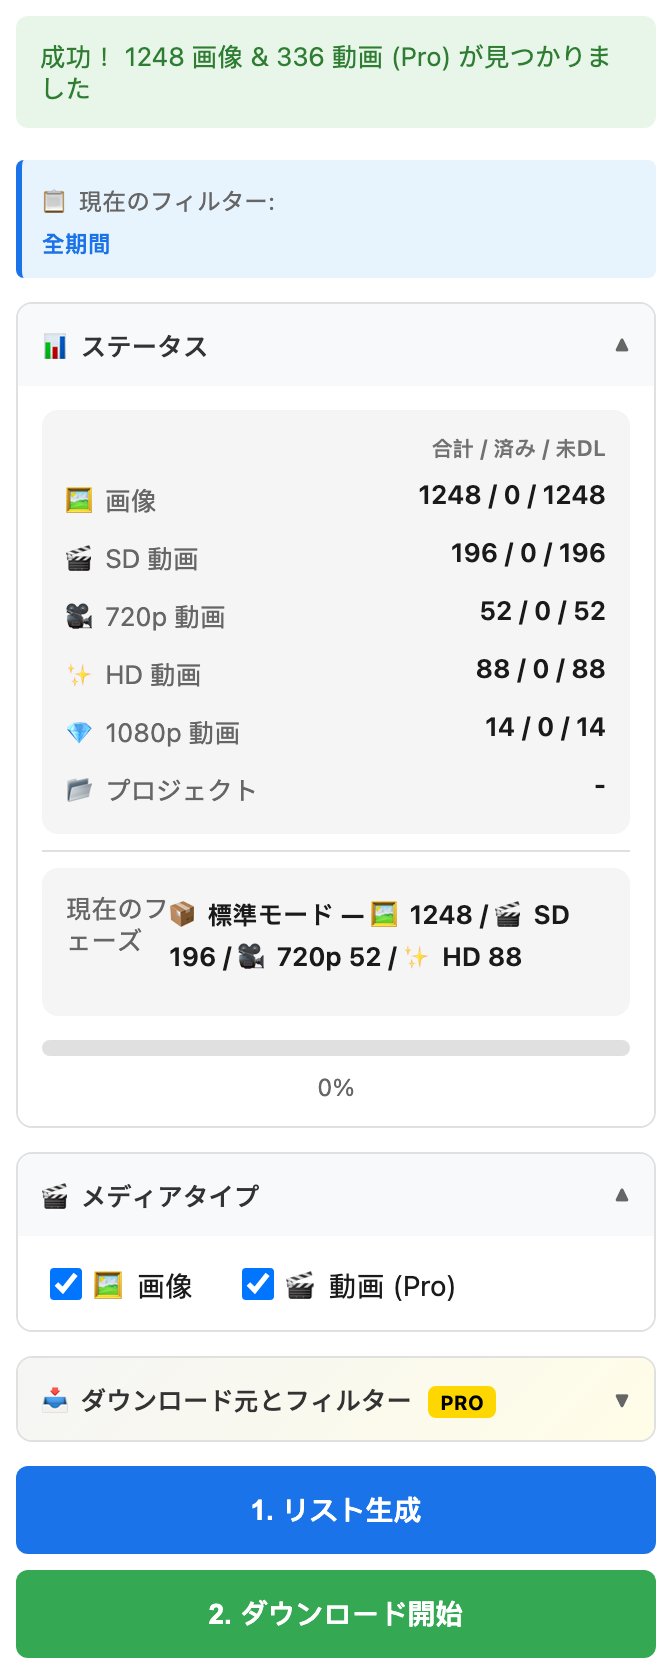 成功！ 1248 画像 & 336 動画 (Pro) が見つかりま
した
📋 現在のフィルター:
全期間
📊 ステータス ▲
合計 / 済み / 未DL
🖼️ 画像 1248 / 0 / 1248
🎬 SD 動画 196 / 0 / 196
🎥 720p 動画 52 / 0 / 52
✨ HD 動画 88 / 0 / 88
💎 1080p 動画 14 / 0 / 14
📂 プロジェクト -
現在のフ
ェーズ
📦 標準モード — 🖼️ 1248 / 🎬 SD
196 / 🎥 720p 52 / ✨ HD 88
0%
🎬 メディアタイプ ▲
🖼️ 画像 🎬 動画 (Pro)
📥 ダウンロード元とフィルター PRO ▼
1. リスト生成
2. ダウンロード開始